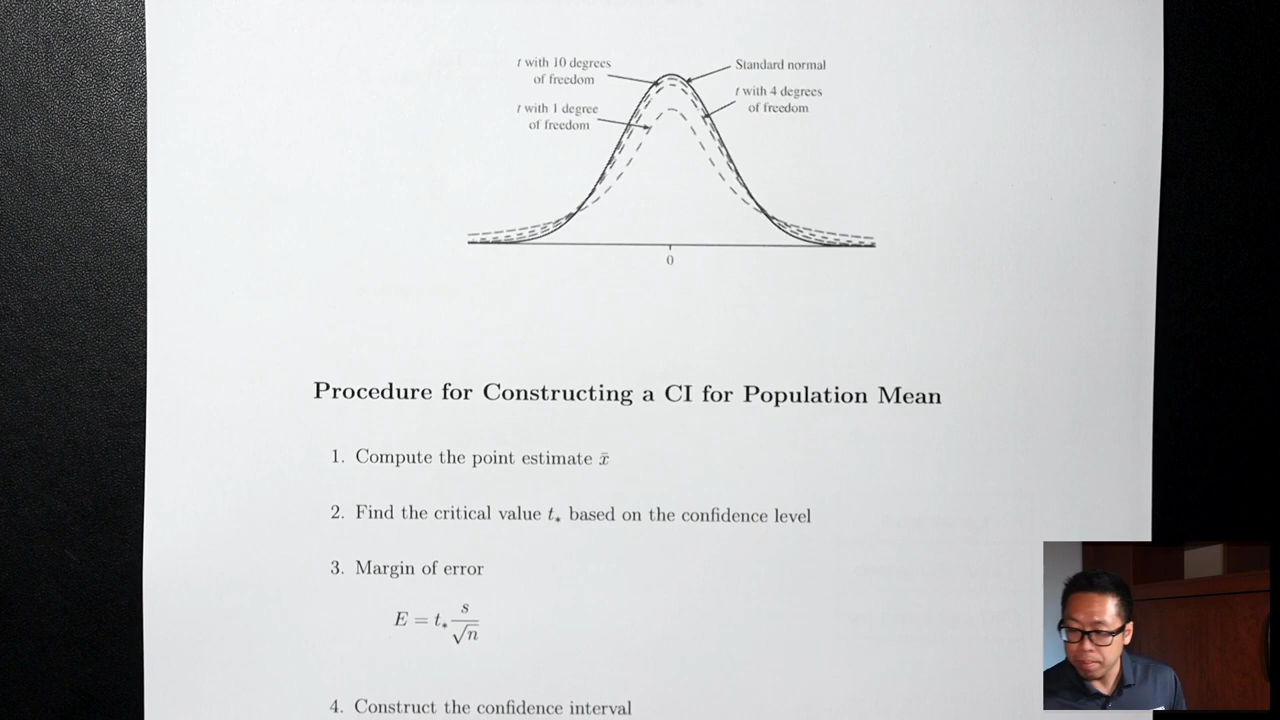 t with 10 degrees
of freedom
Standard normal
t with 1 degree
of freedom
t with 4 degrees
of freedom
0
Procedure for Constructing a CI for Population Mean
1. Compute the point estimate x̄
2. Find the critical value t* based on the confidence level
3. Margin of error
E = t* s/√n
4. Construct the confidence interval